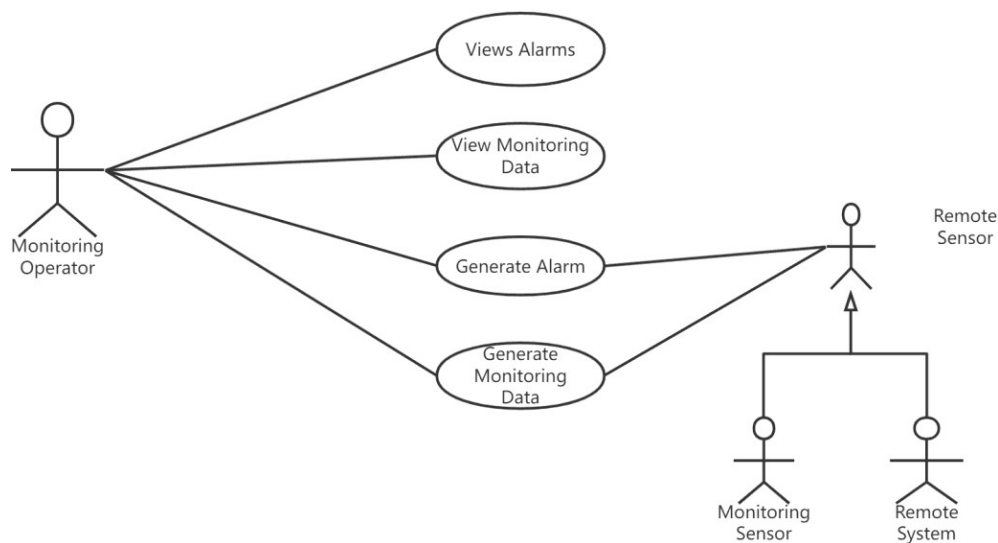 Views Alarms
View Monitoring
Data
Monitoring
Operator
Remote
Sensor
Generate Alarm
Generate
Monitoring
Data
Monitoring
Sensor
Remote
System